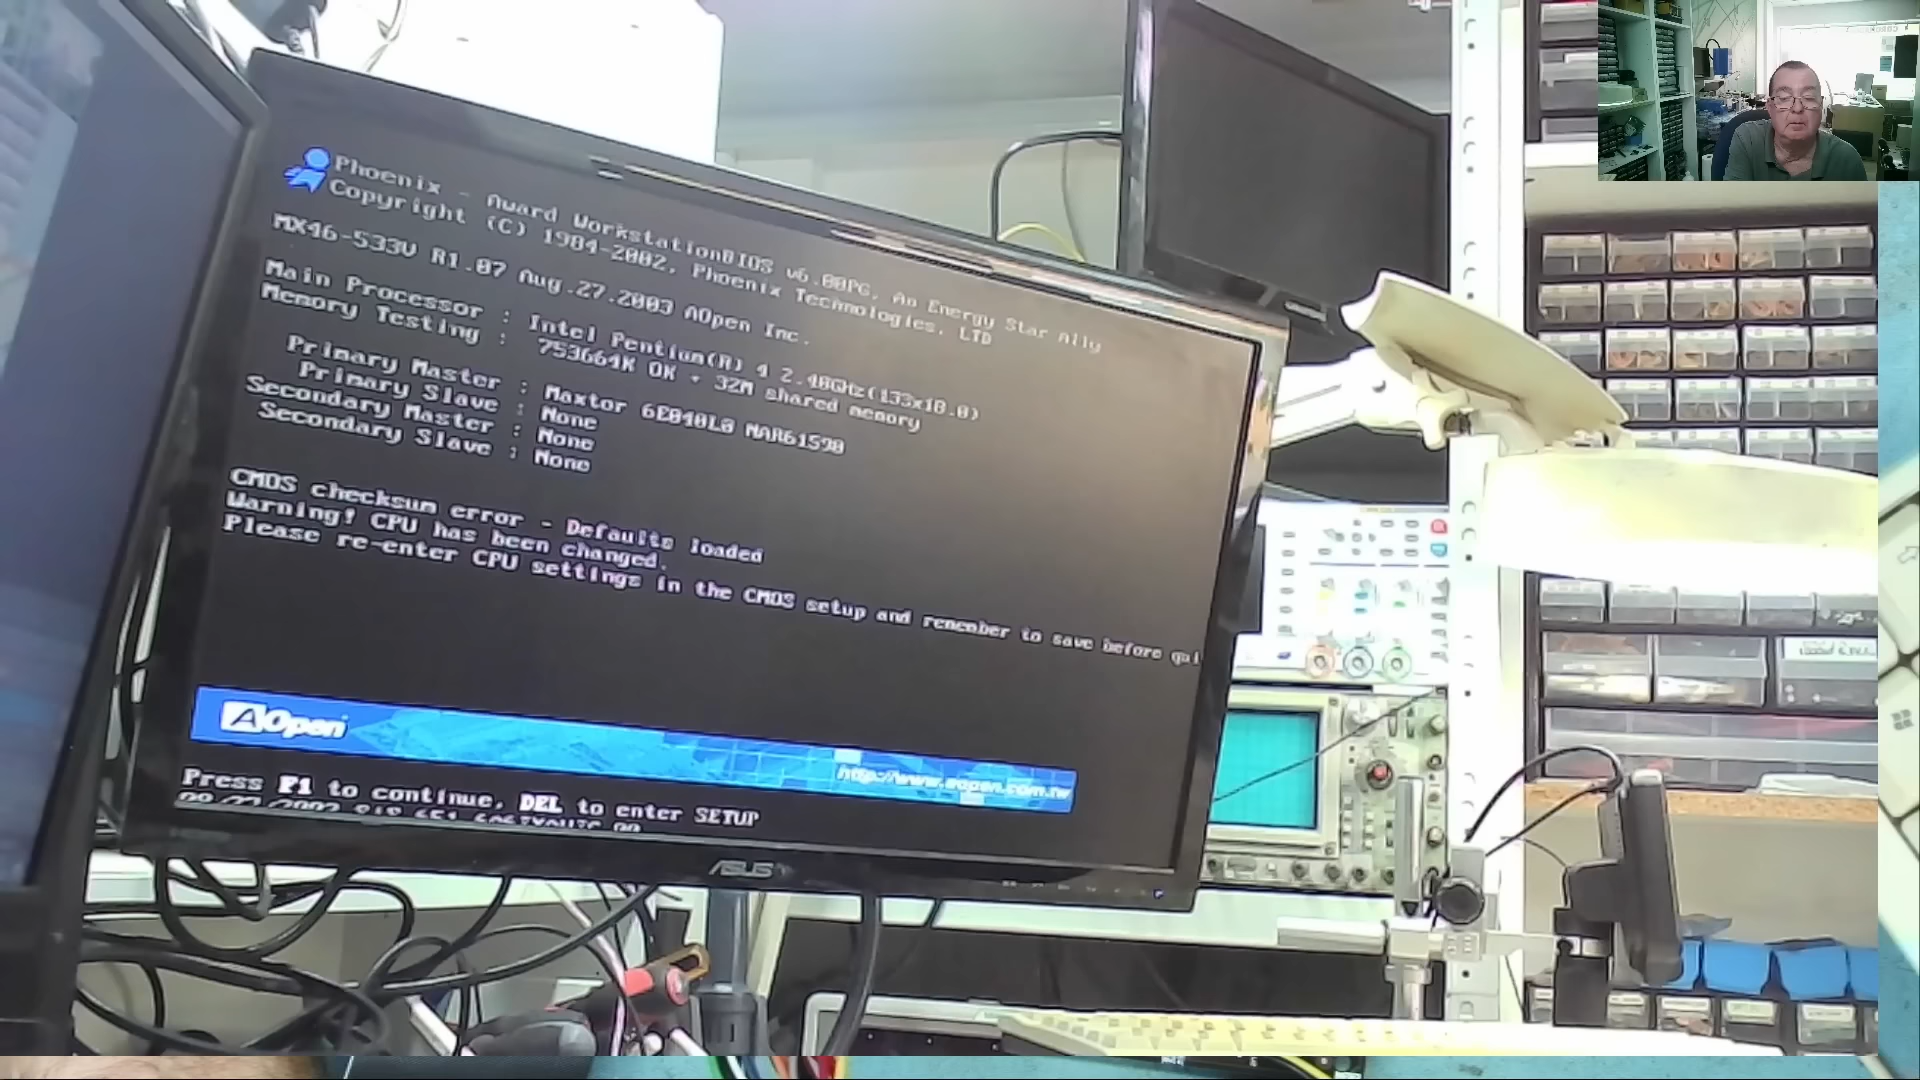 Phoenix - Award WorkstationBIOS v6.00PG, An Energy Star Ally
Copyright (C) 1984-2002, Phoenix Technologies, LTD
MX46-533V R1.07 Aug.27.2003 AOpen Inc.
Main Processor : Intel Pentium(R) 4 2.40GHz(133x18.0)
Memory Testing : 753664K OK + 32M shared memory
Primary Master : Maxtor 6E040L0 NAR61590
Primary Slave : None
Secondary Master : None
Secondary Slave : None
CMOS checksum error - Defaults loaded
Warning! CPU has been changed.
Please re-enter CPU settings in the CMOS setup and remember to save before qui
AOpen
http://www.aopen.com.tw
Press F1 to continue, DEL to enter SETUP
ASUS